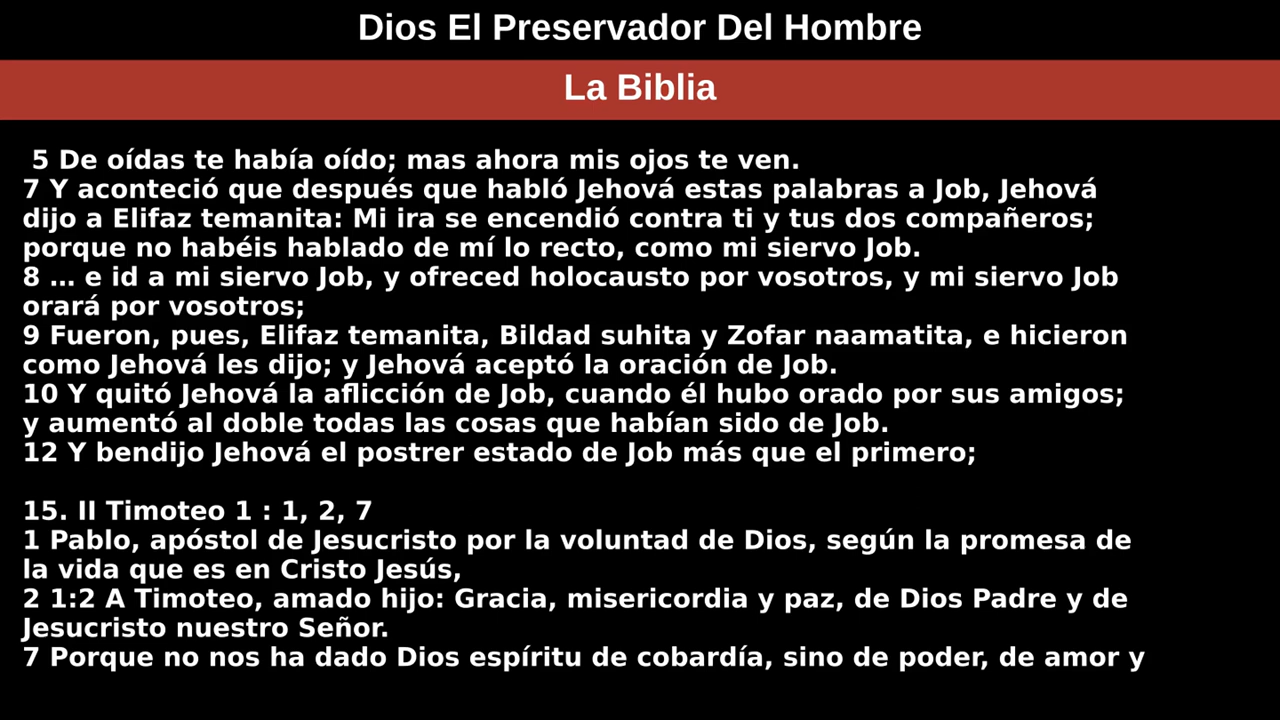 Dios El Preservador Del Hombre
La Biblia
5 De oídas te había oído; mas ahora mis ojos te ven.
7 Y aconteció que después que habló Jehová estas palabras a Job, Jehová
dijo a Elifaz temanita: Mi ira se encendió contra ti y tus dos compañeros;
porque no habéis hablado de mí lo recto, como mi siervo Job.
8 … e id a mi siervo Job, y ofreced holocausto por vosotros, y mi siervo Job
orará por vosotros;
9 Fueron, pues, Elifaz temanita, Bildad suhita y Zofar naamatita, e hicieron
como Jehová les dijo; y Jehová aceptó la oración de Job.
10 Y quitó Jehová la aflicción de Job, cuando él hubo orado por sus amigos;
y aumentó al doble todas las cosas que habían sido de Job.
12 Y bendijo Jehová el postrer estado de Job más que el primero;
15. II Timoteo 1 : 1, 2, 7
1 Pablo, apóstol de Jesucristo por la voluntad de Dios, según la promesa de
la vida que es en Cristo Jesús,
2 1:2 A Timoteo, amado hijo: Gracia, misericordia y paz, de Dios Padre y de
Jesucristo nuestro Señor.
7 Porque no nos ha dado Dios espíritu de cobardía, sino de poder, de amor y